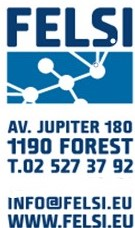 FELSI
AV. JUPITER 180
1190 FOREST
T.02 527 37 92
INFO@FELSI.EU
WWW.FELSI.EU